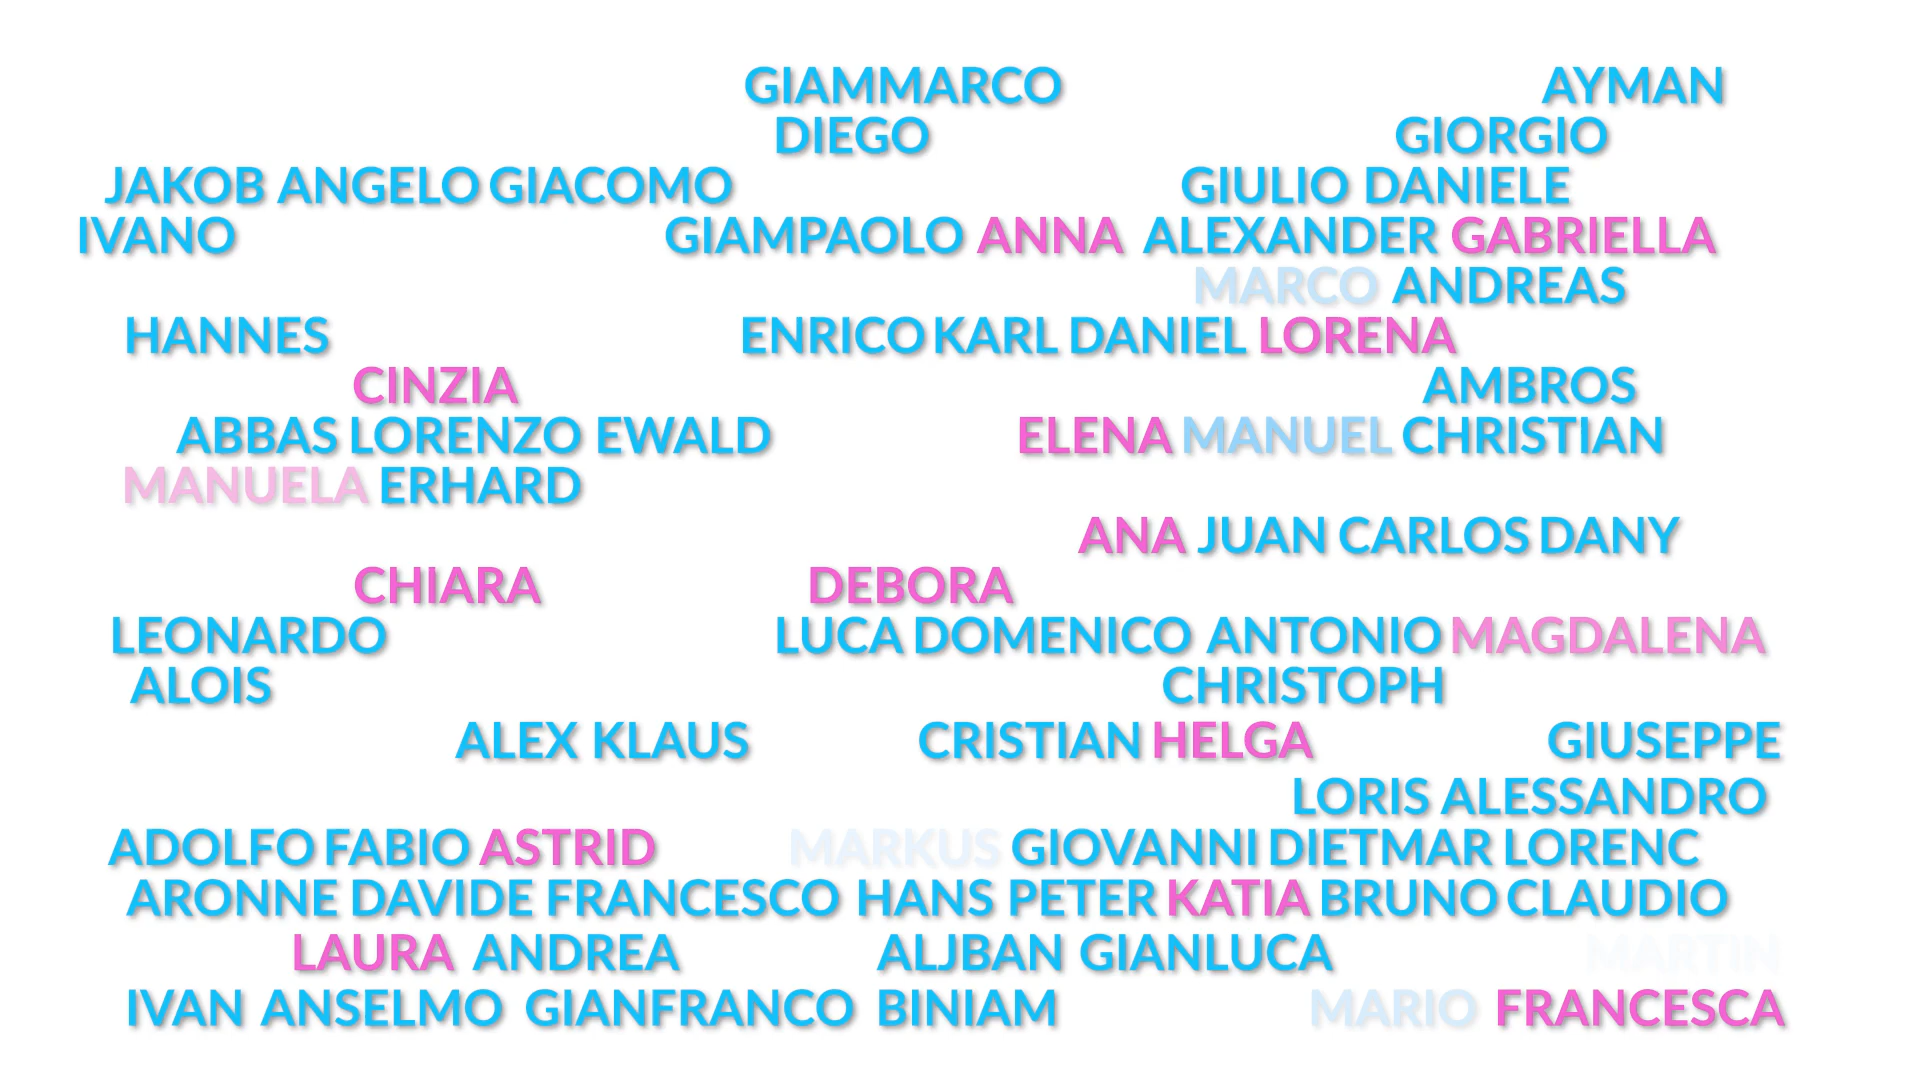 GIAMMARCO AYMAN
DIEGO GIORGIO
JAKOB ANGELO GIACOMO GIULIO DANIELE
IVANO GIAMPAOLO ANNA ALEXANDER GABRIELLA
MARCO ANDREAS
HANNES ENRICO KARL DANIEL LORENA
CINZIA AMBROS
ABBAS LORENZO EWALD ELENA MANUEL CHRISTIAN
MANUELA ERHARD
ANA JUAN CARLOS DANY
CHIARA DEBORA
LEONARDO LUCA DOMENICO ANTONIO MAGDALENA
ALOIS CHRISTOPH
ALEX KLAUS CRISTIAN HELGA GIUSEPPE
LORIS ALESSANDRO
ADOLFO FABIO ASTRID MARKUS GIOVANNI DIETMAR LORENC
ARONNE DAVIDE FRANCESCO HANS PETER KATIA BRUNO CLAUDIO
LAURA ANDREA ALJBAN GIANLUCA MARTIN
IVAN ANSELMO GIANFRANCO BINIAM MARIO FRANCESCA